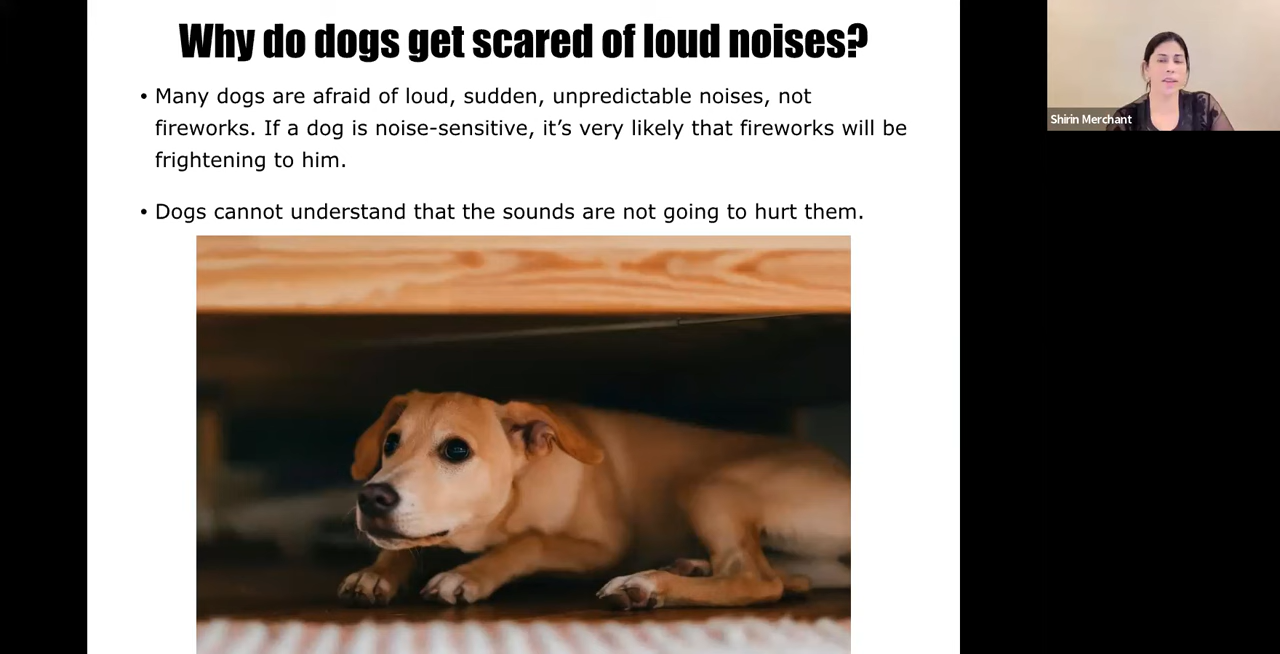 Why do dogs get scared of loud noises?
• Many dogs are afraid of loud, sudden, unpredictable noises, not
fireworks. If a dog is noise-sensitive, it’s very likely that fireworks will be
frightening to him.
• Dogs cannot understand that the sounds are not going to hurt them.
Shirin Merchant